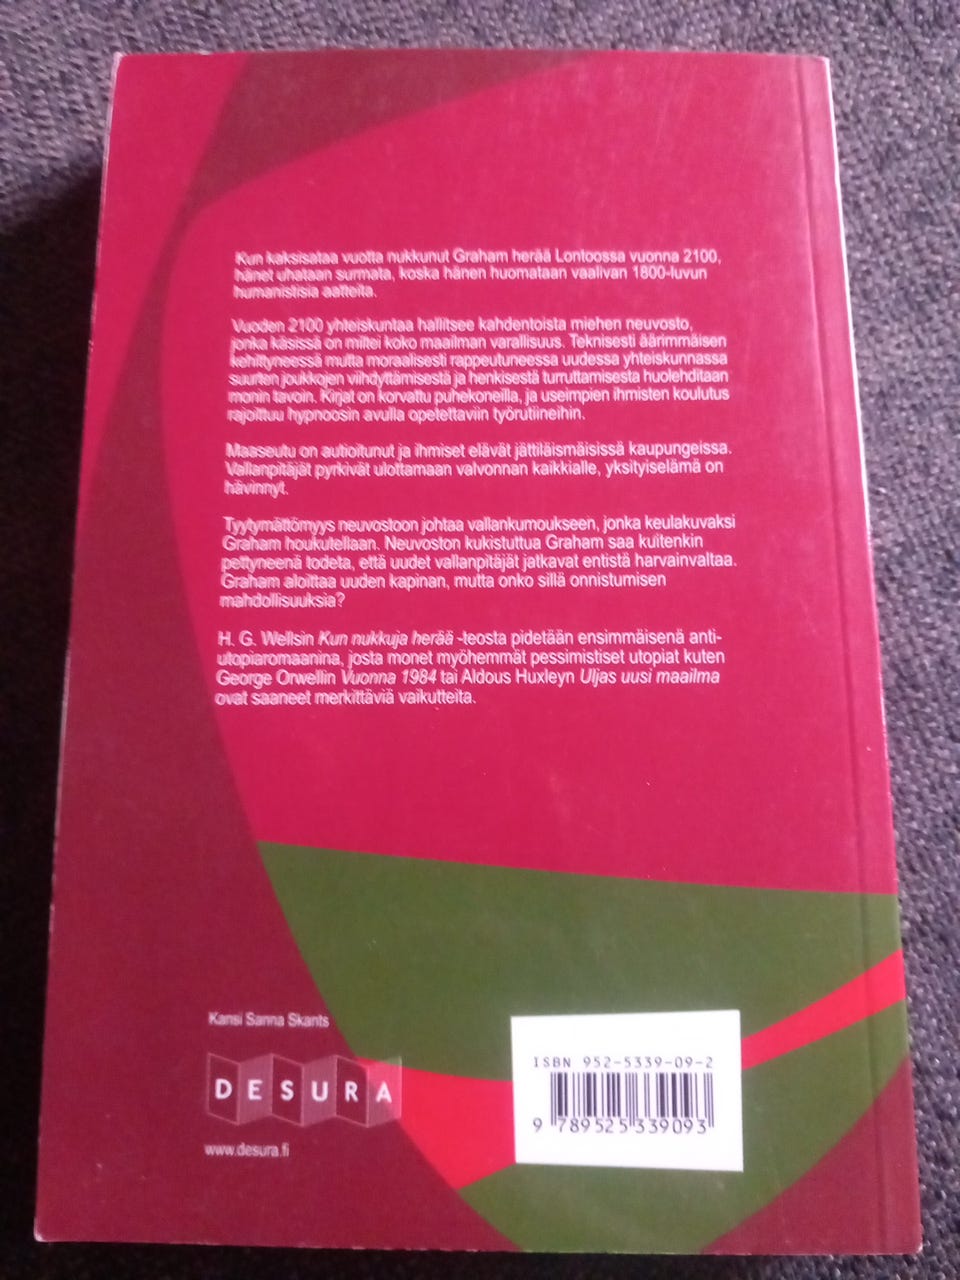 Kun kaksisataa vuotta nukkunut Graham herää Lontoossa vuonna 2100,
hänet uhataan surmata, koska hänen huomataan vaalivan 1800-luvun
humanistisia aatteita.
Vuoden 2100 yhteiskuntaa hallitsee kahdentoista miehen neuvosto,
jonka käsissä on miltei koko maailman varallisuus. Teknisesti äärimmäisen
kehittyneessä mutta moraalisesti rappeutuneessa uudessa yhteiskunnassa
suurten joukkojen viihdyttämisestä ja henkisestä turruttamisesta huolehditaan
monin tavoin. Kirjat on korvattu puhekoneilla, ja useimpien ihmisten koulutus
rajoittuu hypnoosin avulla opetettaviin työrutiineihin.
Maaseutu on autioitunut ja ihmiset elävät jättiläismäisissä kaupungeissa.
Vallanpitäjät pyrkivät ulottamaan valvonnan kaikkialle, yksityiselämä on
hävinnyt.
Tyytymättömyys neuvostoon johtaa vallankumoukseen, jonka keulakuvaksi
Graham houkutellaan. Neuvoston kukistuttua Graham saa kuitenkin
pettyneenä todeta, että uudet vallanpitäjät jatkavat entistä harvainvaltaa.
Graham aloittaa uuden kapinan, mutta onko sillä onnistumisen
mahdollisuuksia?
H. G. Wellsin Kun nukkuja herää -teosta pidetään ensimmäisenä anti-
utopiaromaanina, josta monet myöhemmät pessimistiset utopiat kuten
George Orwellin Vuonna 1984 tai Aldous Huxleyn Uljas uusi maailma
ovat saaneet merkittäviä vaikutteita.
Kansi Sanna Skants
DESURA
www.desura.fi
ISBN 952-5339-09-2
9 789525 339093